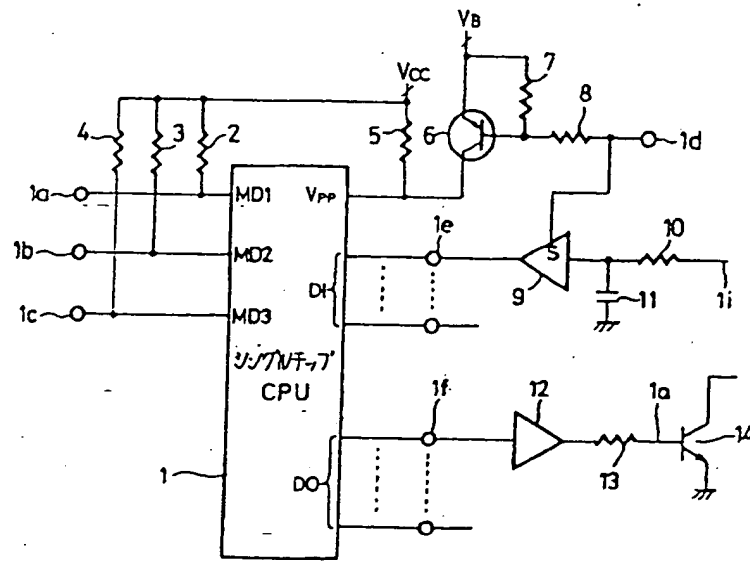 VB
7
VCC
8
4
3
2
5
6
1d
1a
MD1
VPP
1e
10
1b
MD2
S
DI
9
11
1i
1c
MD3
シングルチップ
CPU
1f
12
1a
14
1
DO
13